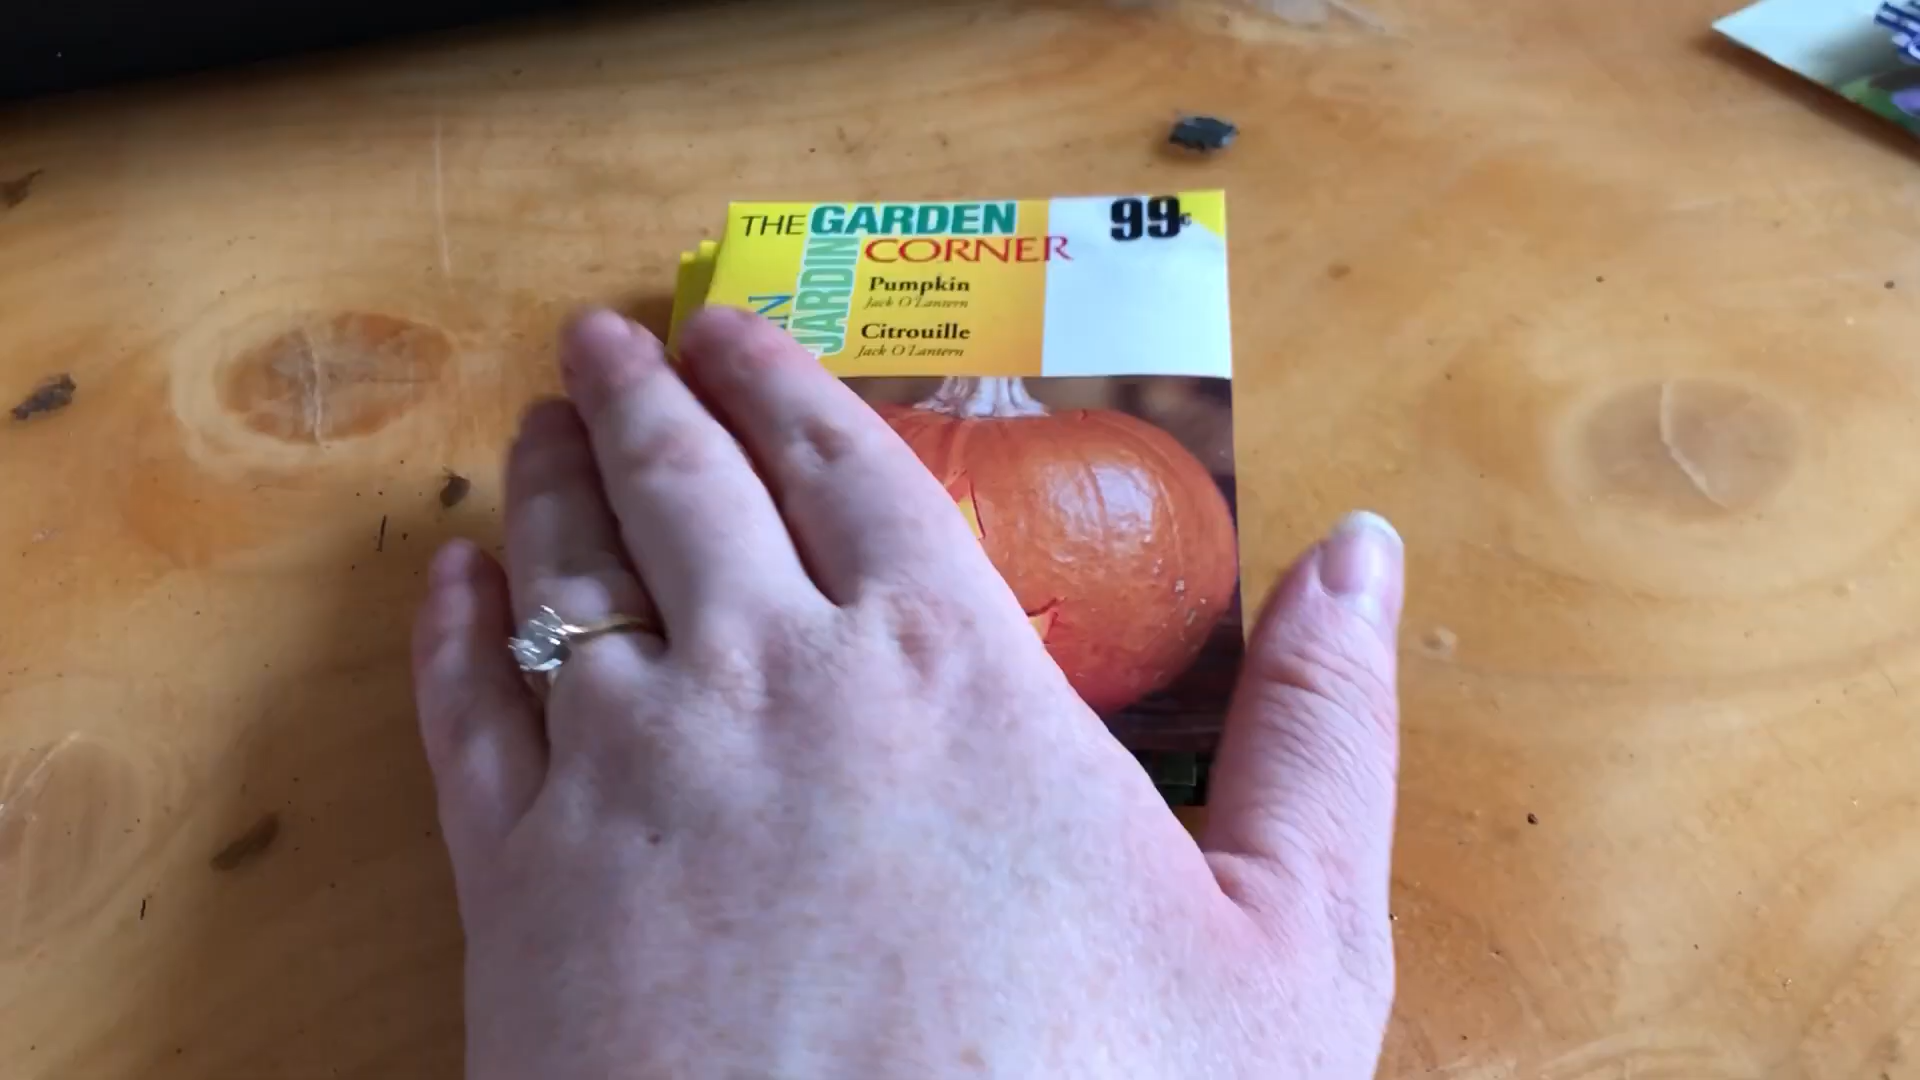 THE GARDEN
CORNER
99¢
JARDIN
Pumpkin
Jack O'Lantern
Citrouille
Jack O'Lantern